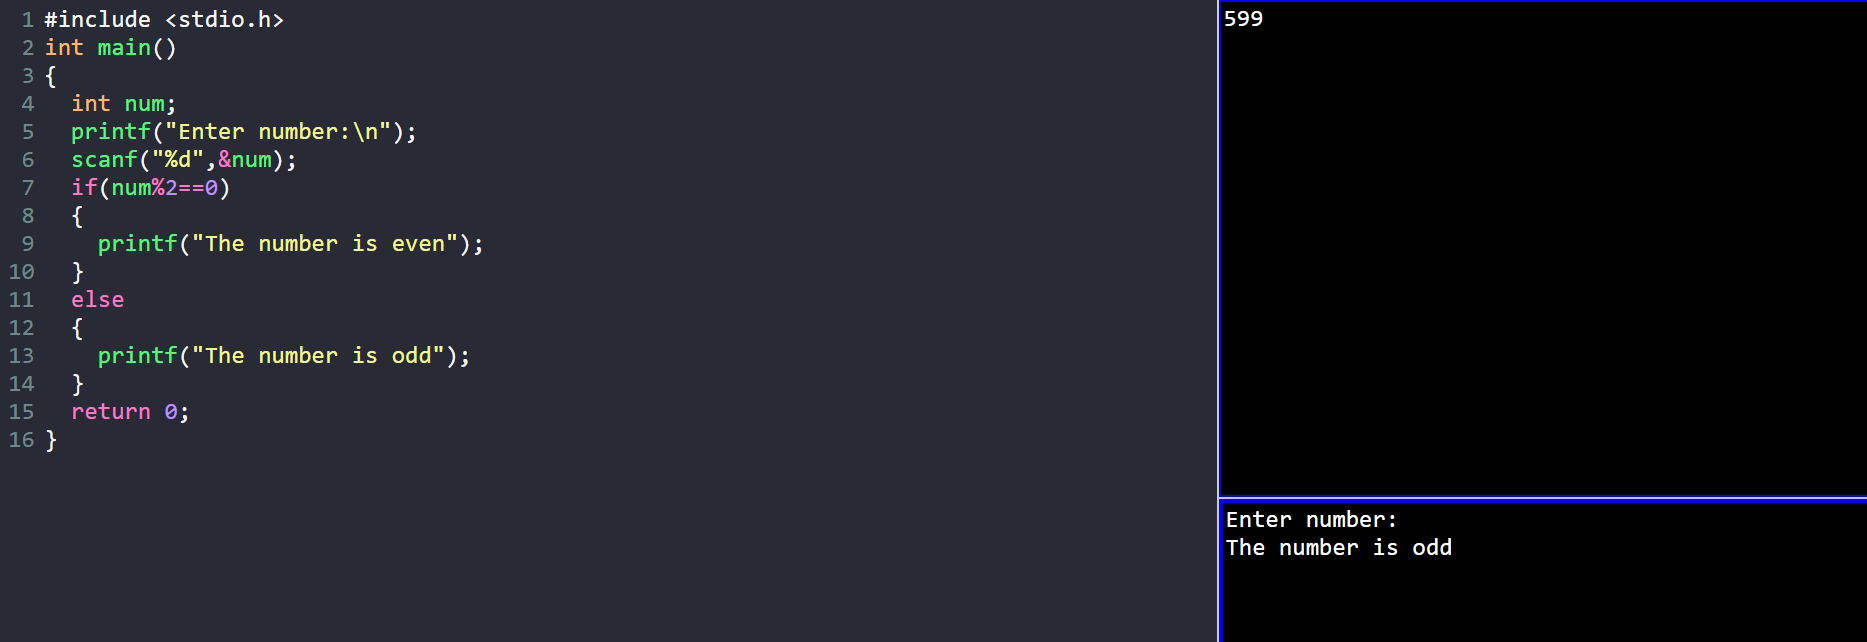 1 #include <stdio.h>
2 int main()
3 {
4   int num;
5   printf("Enter number:\n");
6   scanf("%d",&num);
7   if(num%2==0)
8   {
9     printf("The number is even");
10   }
11   else
12   {
13     printf("The number is odd");
14   }
15   return 0;
16 }
599
Enter number:
The number is odd